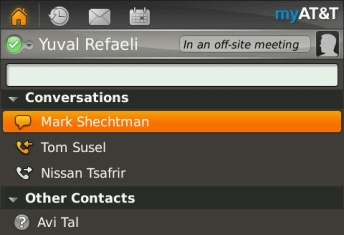 myAT&T
Yuval Refaeli In an off-site meeting
Conversations
Mark Shechtman
Tom Susel
Nissan Tsafrir
Other Contacts
? Avi Tal